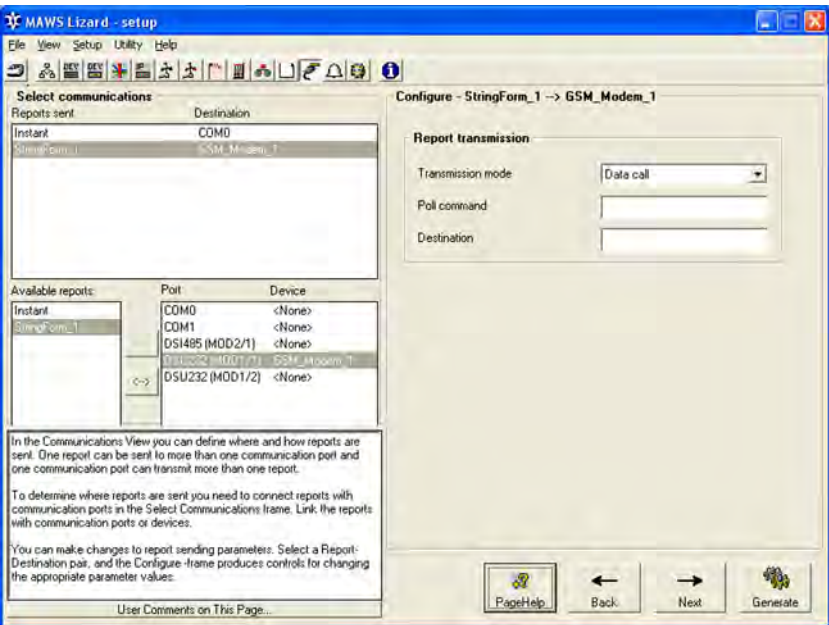 MAWS Lizard - setup
File View Setup Utility Help
Select communications
Reports sent Destination
Instant COM0
StringForm_1 GSM_Modem_1
Available reports
Port Device
Instant
StringForm_1
COM0 <None>
COM1 <None>
DSI485 (MOD2/1) <None>
DSU232 (MOD1/1) GSM_Modem_1
DSU232 (MOD1/2) <None>
<->
In the Communications View you can define where and how reports are
sent. One report can be sent to more than one communication port and
one communication port can transmit more than one report.
To determine where reports are sent you need to connect reports with
communication ports in the Select Communications frame. Link the reports
with communication ports or devices.
You can make changes to report sending parameters. Select a Report-
Destination pair, and the Configure -frame produces controls for changing
the appropriate parameter values.
User Comments on This Page...
Configure - StringForm_1 --> GSM_Modem_1
Report transmission
Transmission mode Data call
Poll command
Destination
PageHelp Back Next Generate